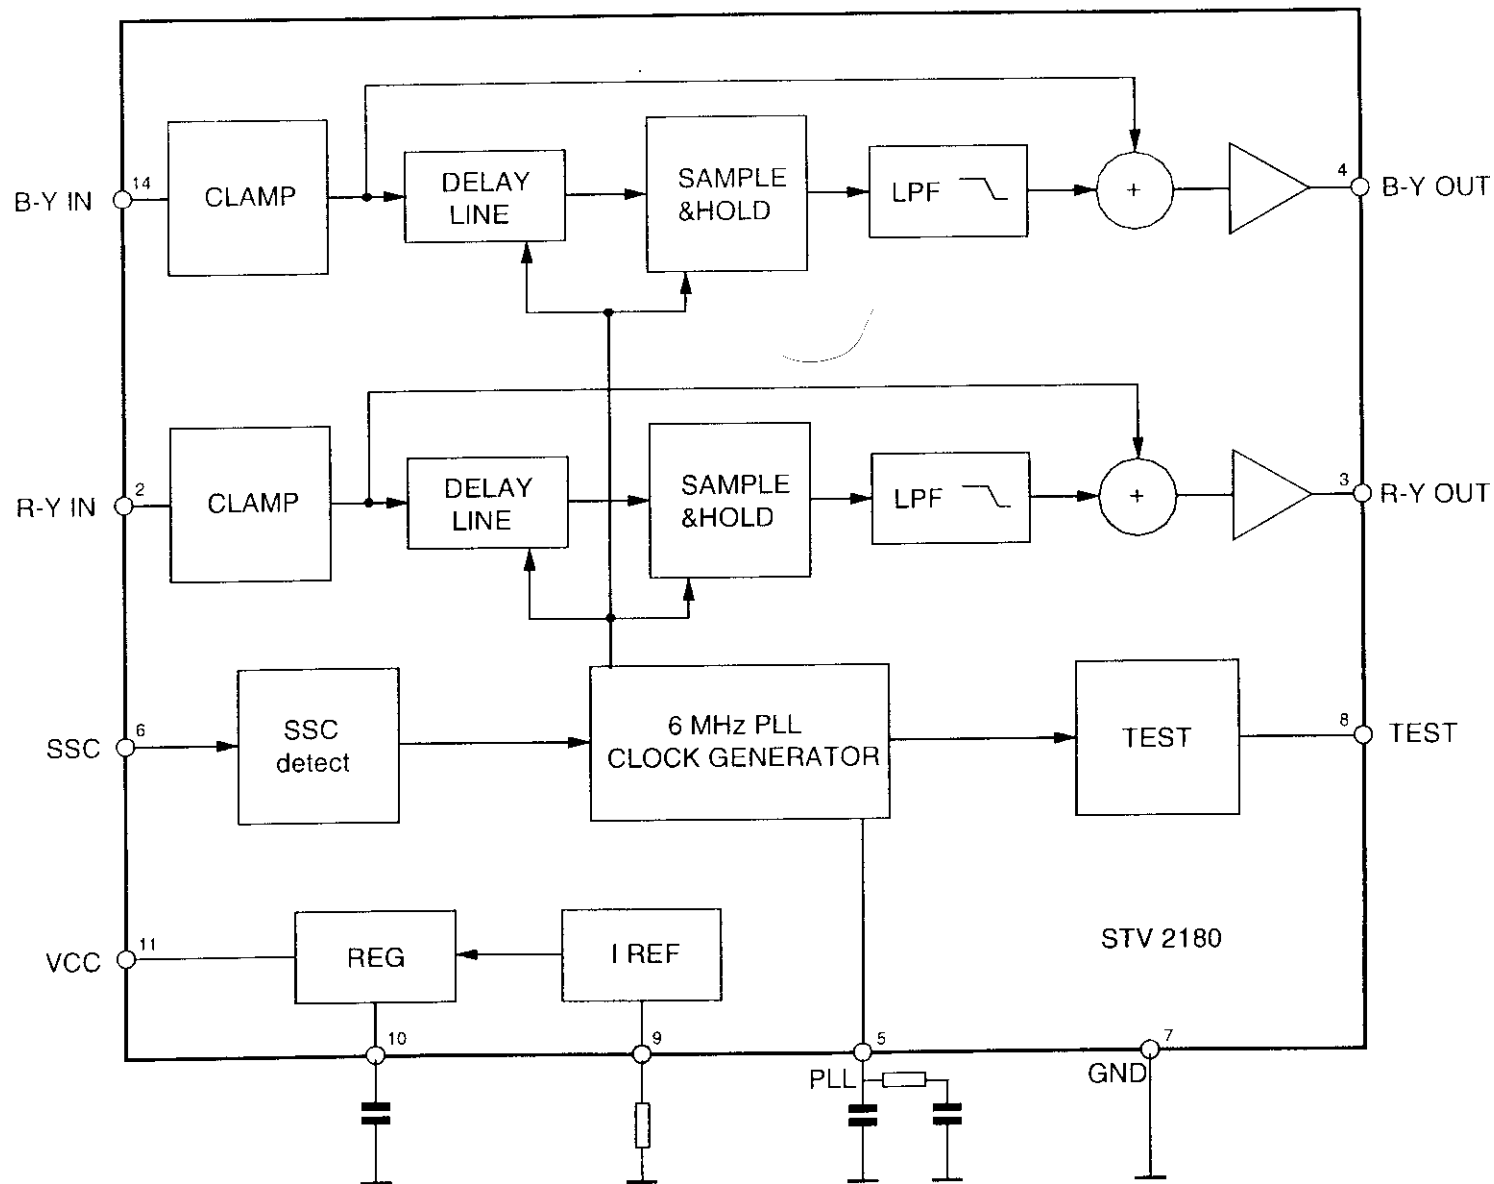 B-Y IN
14
CLAMP
DELAY
LINE
SAMPLE
&HOLD
LPF
+
4
B-Y OUT
R-Y IN
2
CLAMP
DELAY
LINE
SAMPLE
&HOLD
LPF
+
3
R-Y OUT
SSC
6
SSC
detect
6 MHz PLL
CLOCK GENERATOR
TEST
8
TEST
VCC
11
REG
I REF
STV 2180
10
9
5
7
PLL
GND